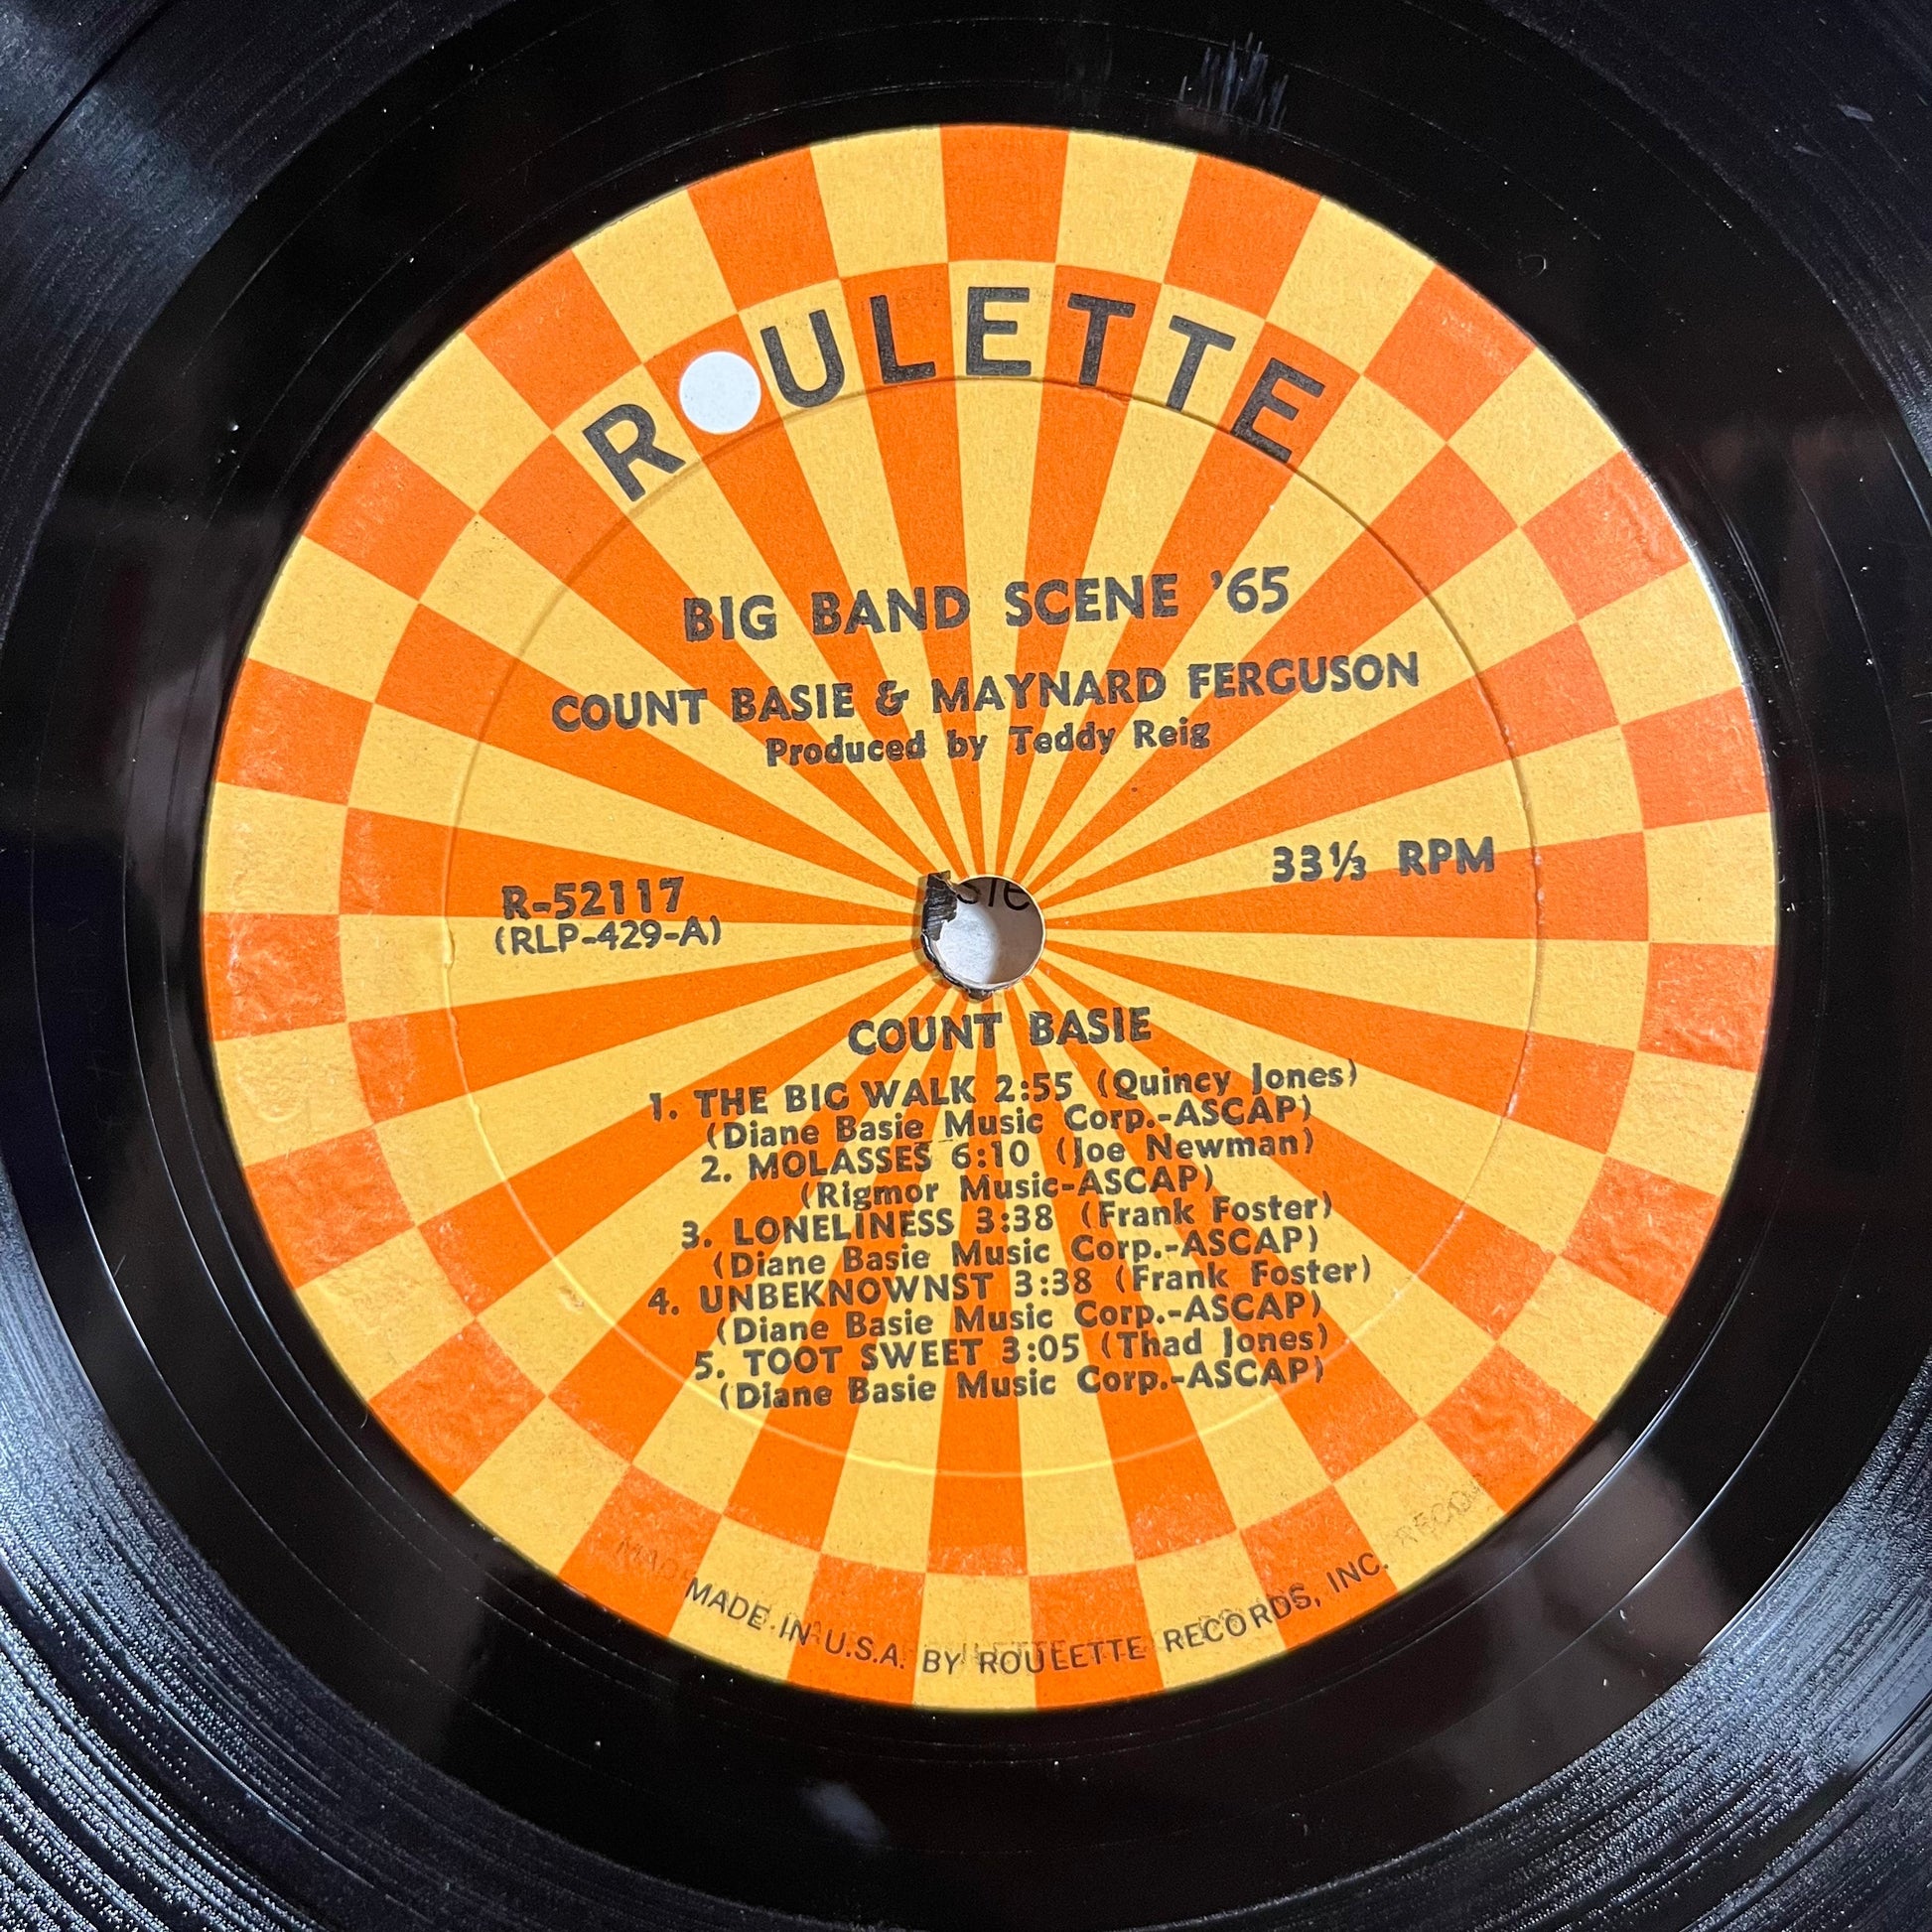 ROULETTE
BIG BAND SCENE '65
COUNT BASIE & MAYNARD FERGUSON
Produced by Teddy Reig
33⅓ RPM
R-52117
(RLP-429-A)
COUNT BASIE
1. THE BIG WALK 2:55 (Quincy Jones)
(Diane Basie Music Corp.-ASCAP)
2. MOLASSES 6:10 (Joe Newman)
(Rigmor Music-ASCAP)
3. LONELINESS 3:38 (Frank Foster)
(Diane Basie Music Corp.-ASCAP)
4. UNBEKNOWNST 3:38 (Frank Foster)
(Diane Basie Music Corp.-ASCAP)
5. TOOT SWEET 3:05 (Thad Jones)
(Diane Basie Music Corp.-ASCAP)
MADE IN U.S.A. BY ROULETTE RECORDS, INC.